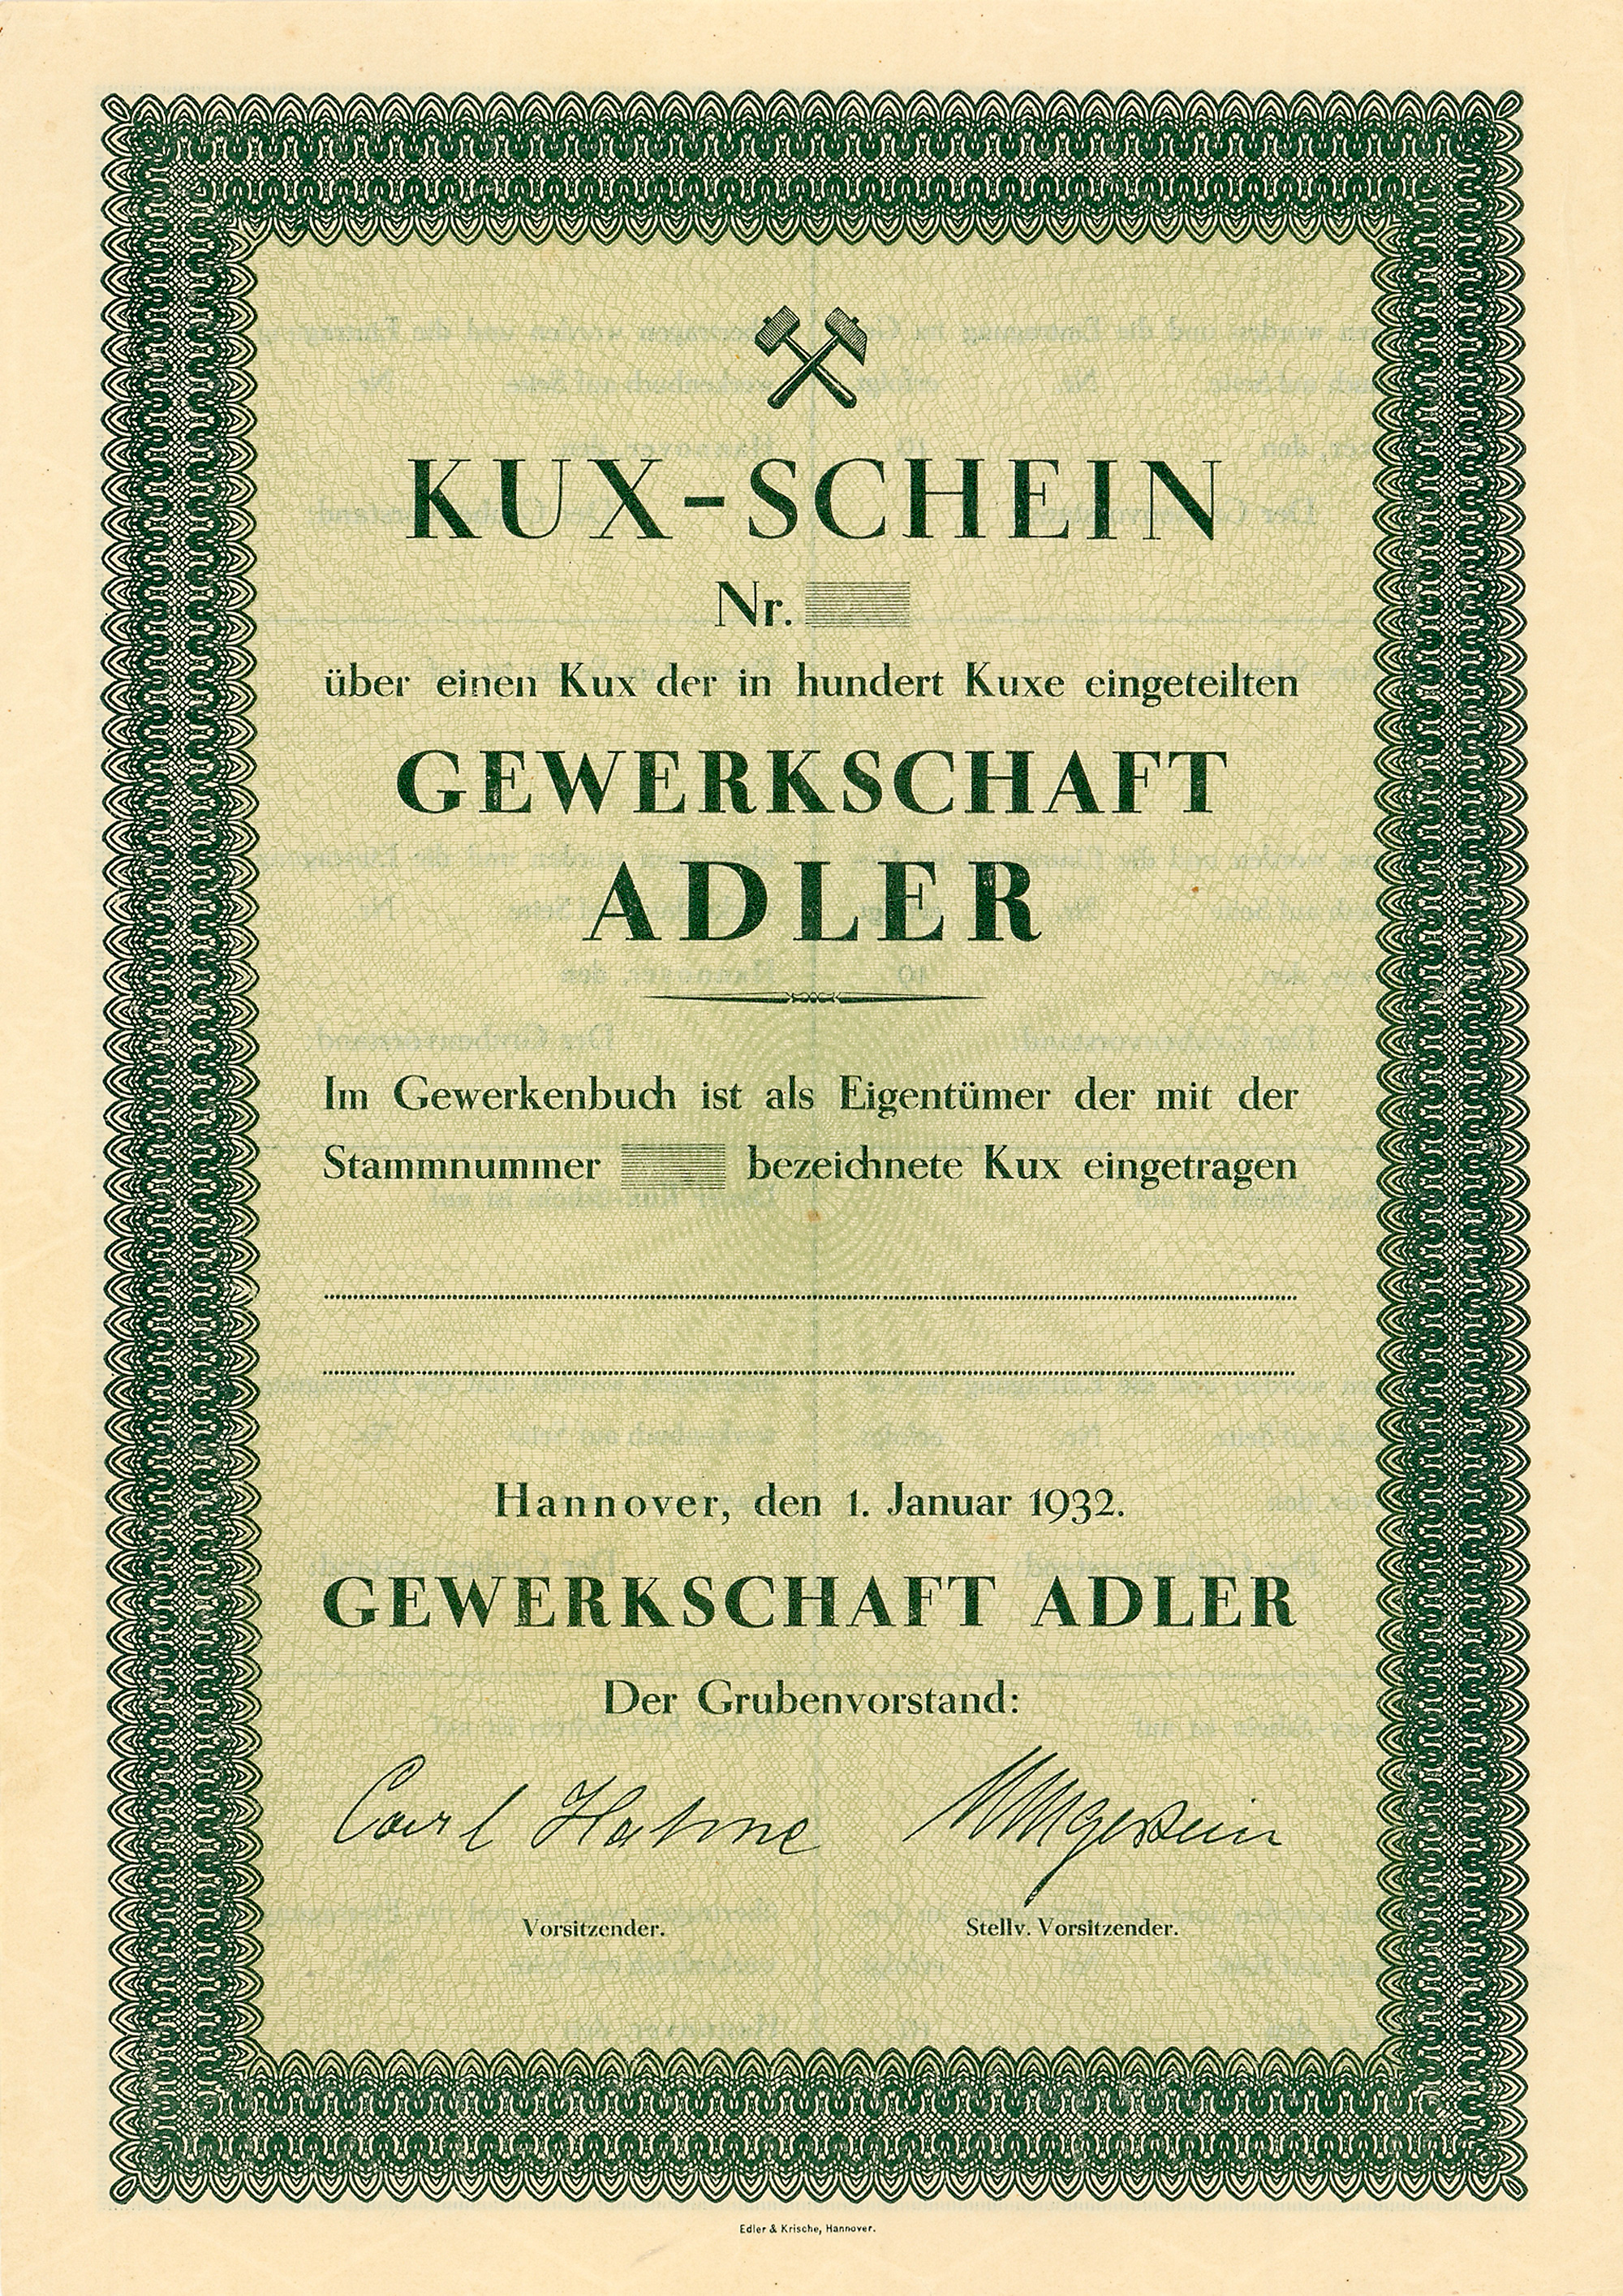 KUX-SCHEIN
Nr.
über einen Kux der in hundert Kuxe eingeteilten
GEWERKSCHAFT
ADLER
Im Gewerkenbuch ist als Eigentümer der mit der
Stammnummer bezeichnete Kux eingetragen
Hannover, den 1. Januar 1932.
GEWERKSCHAFT ADLER
Der Grubenvorstand:
Carl Hahne
Vorsitzender. Stellv. Vorsitzender.
Edler & Krische, Hannover.